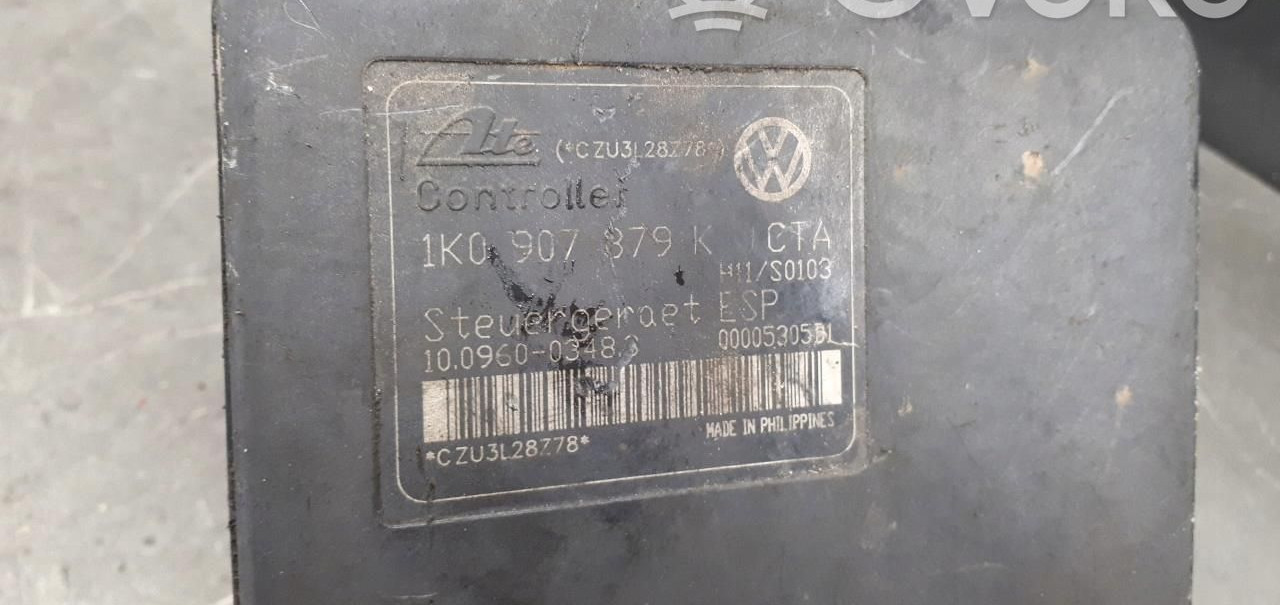 Ate (*CZU3L28Z78*)
Controller
1K0 907 379 K CTA
H11/S0103
Steuergeraet ESP
10.0960-0348.3 00005305D1
MADE IN PHILIPPINES
*CZU3L28Z78*